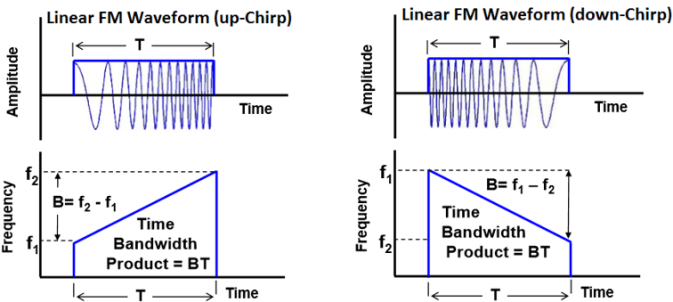 Linear FM Waveform (up-Chirp)
T
Amplitude
Time
f2
B= f2 - f1
f1
Frequency
Time
Bandwidth
Product = BT
T
Time
Linear FM Waveform (down-Chirp)
T
Amplitude
Time
f1
B= f1 – f2
f2
Frequency
Time
Bandwidth
Product = BT
T
Time